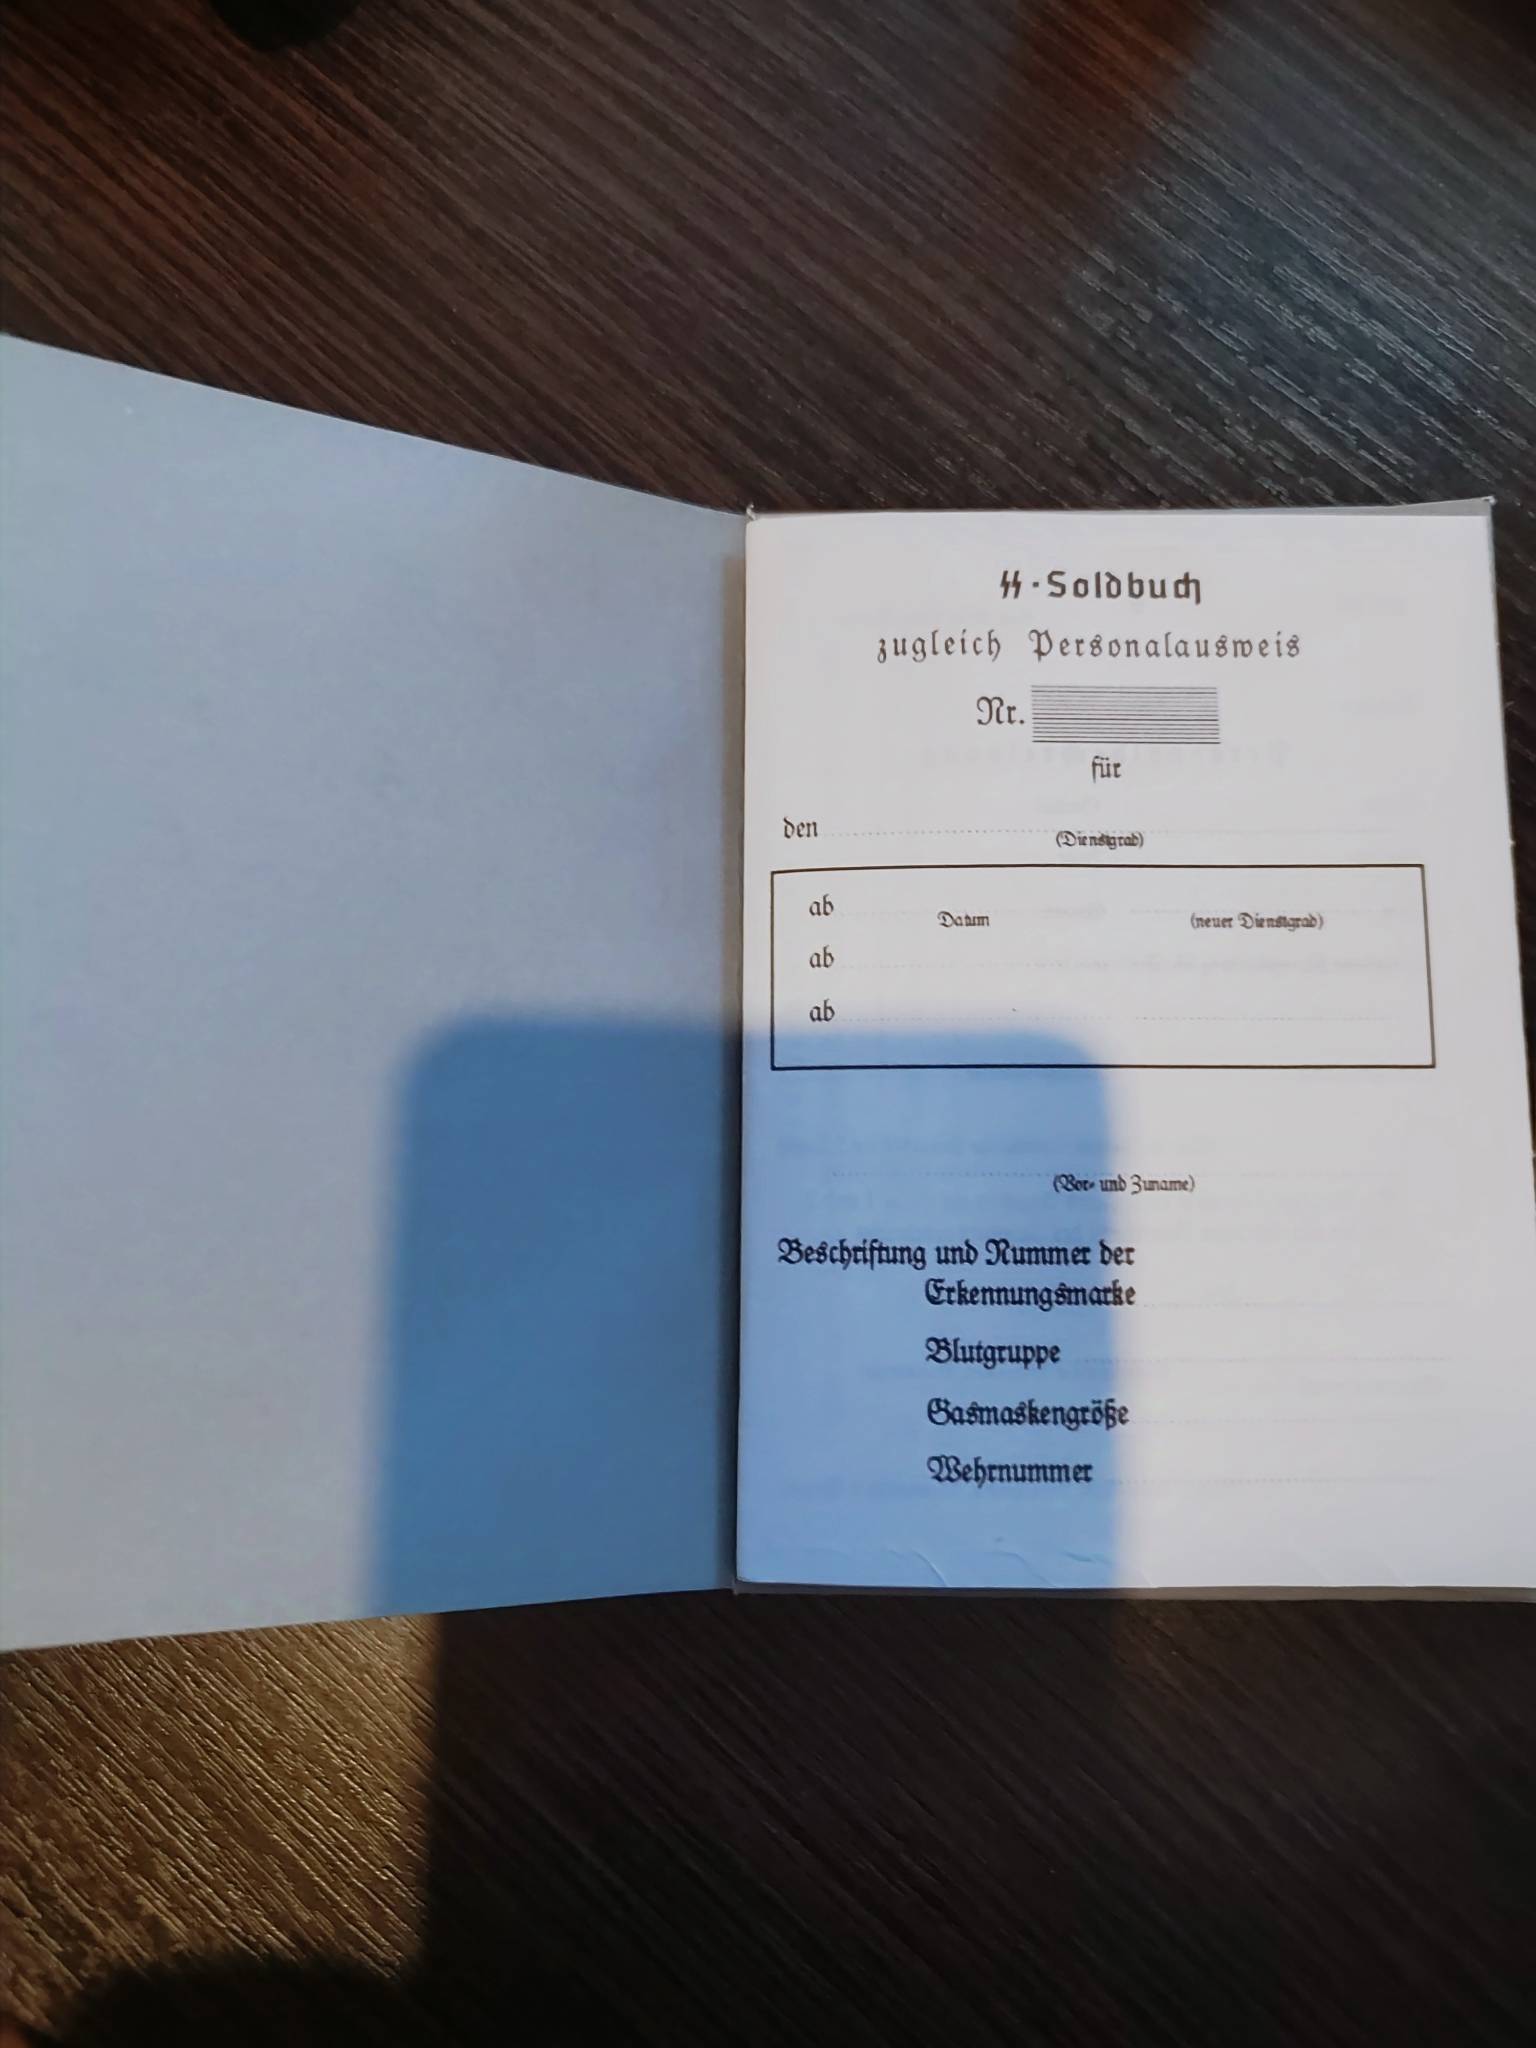 ᛋᛋ-Soldbuch
zugleich Personalausweis
Nr.
für
den
(Dienstgrad)
ab
Datum (neuer Dienstgrad)
ab
ab
(Vor- und Zuname)
Beschriftung und Nummer der
Erkennungsmarke
Blutgruppe
Gasmaskengröße
Wehrnummer